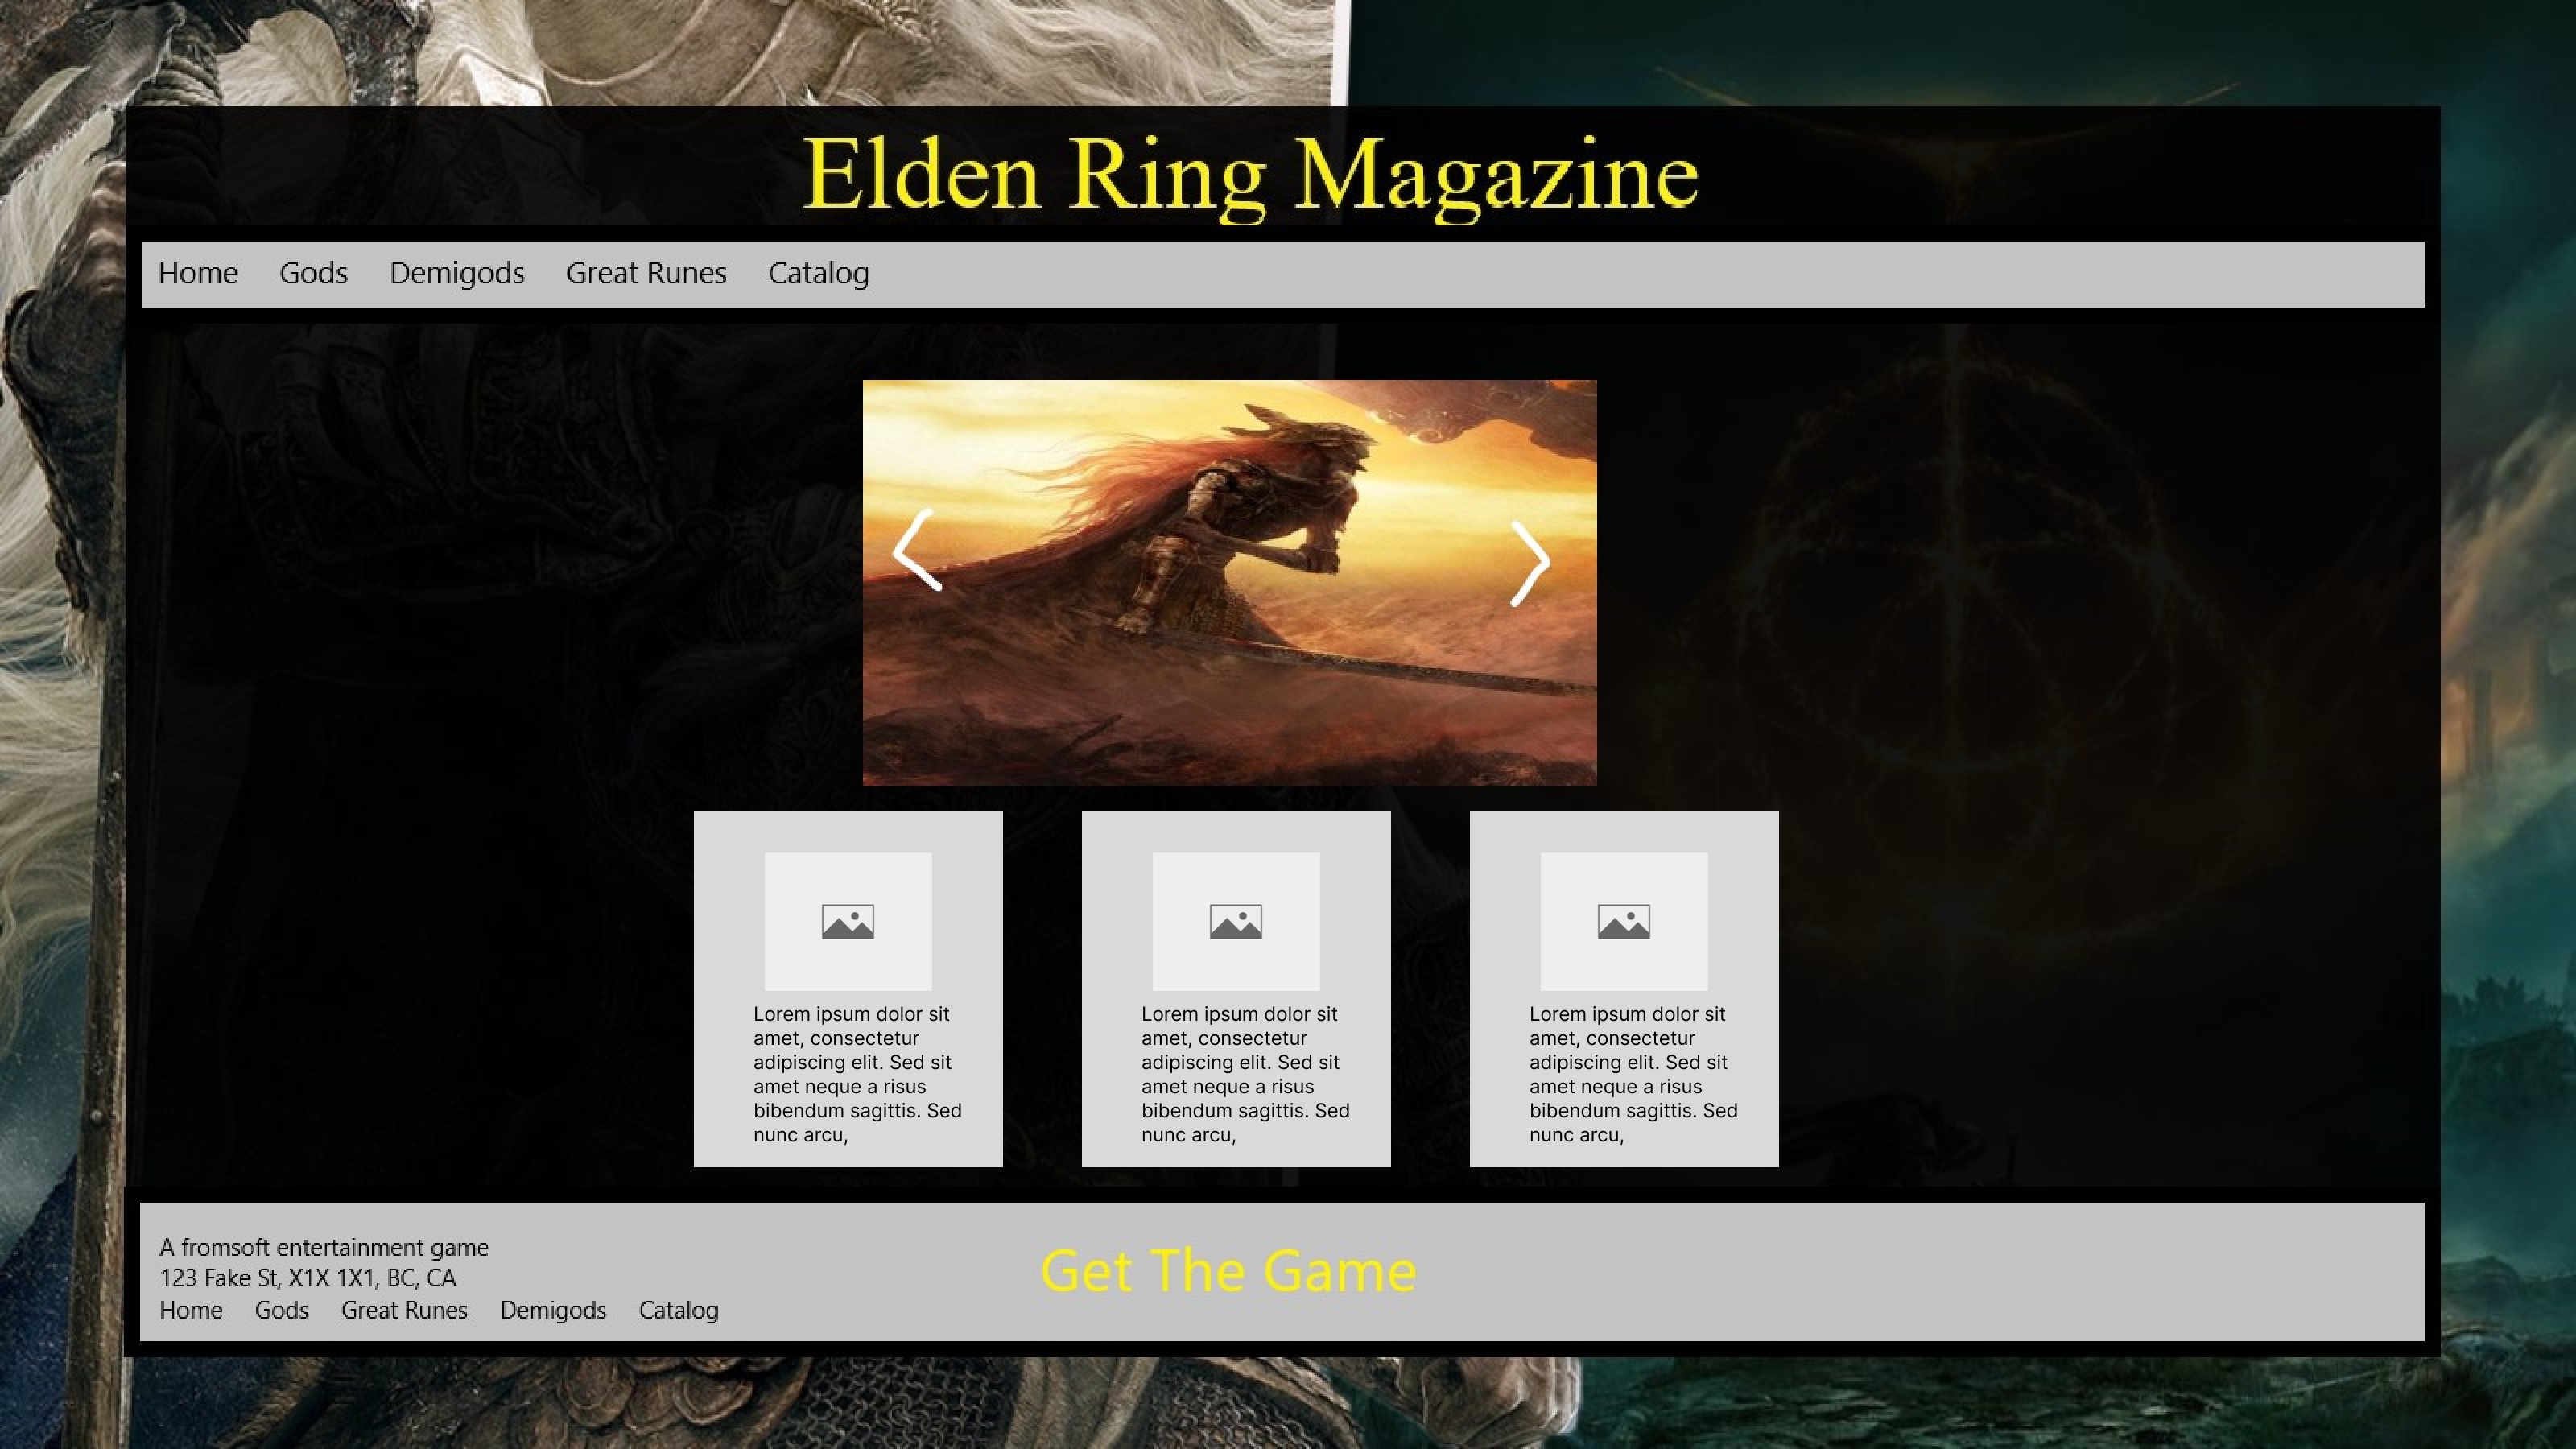 Elden Ring Magazine
Home Gods Demigods Great Runes Catalog
Lorem ipsum dolor sit
amet, consectetur
adipiscing elit. Sed sit
amet neque a risus
bibendum sagittis. Sed
nunc arcu,
Lorem ipsum dolor sit
amet, consectetur
adipiscing elit. Sed sit
amet neque a risus
bibendum sagittis. Sed
nunc arcu,
Lorem ipsum dolor sit
amet, consectetur
adipiscing elit. Sed sit
amet neque a risus
bibendum sagittis. Sed
nunc arcu,
A fromsoft entertainment game
123 Fake St, X1X 1X1, BC, CA
Home Gods Great Runes Demigods Catalog
Get The Game